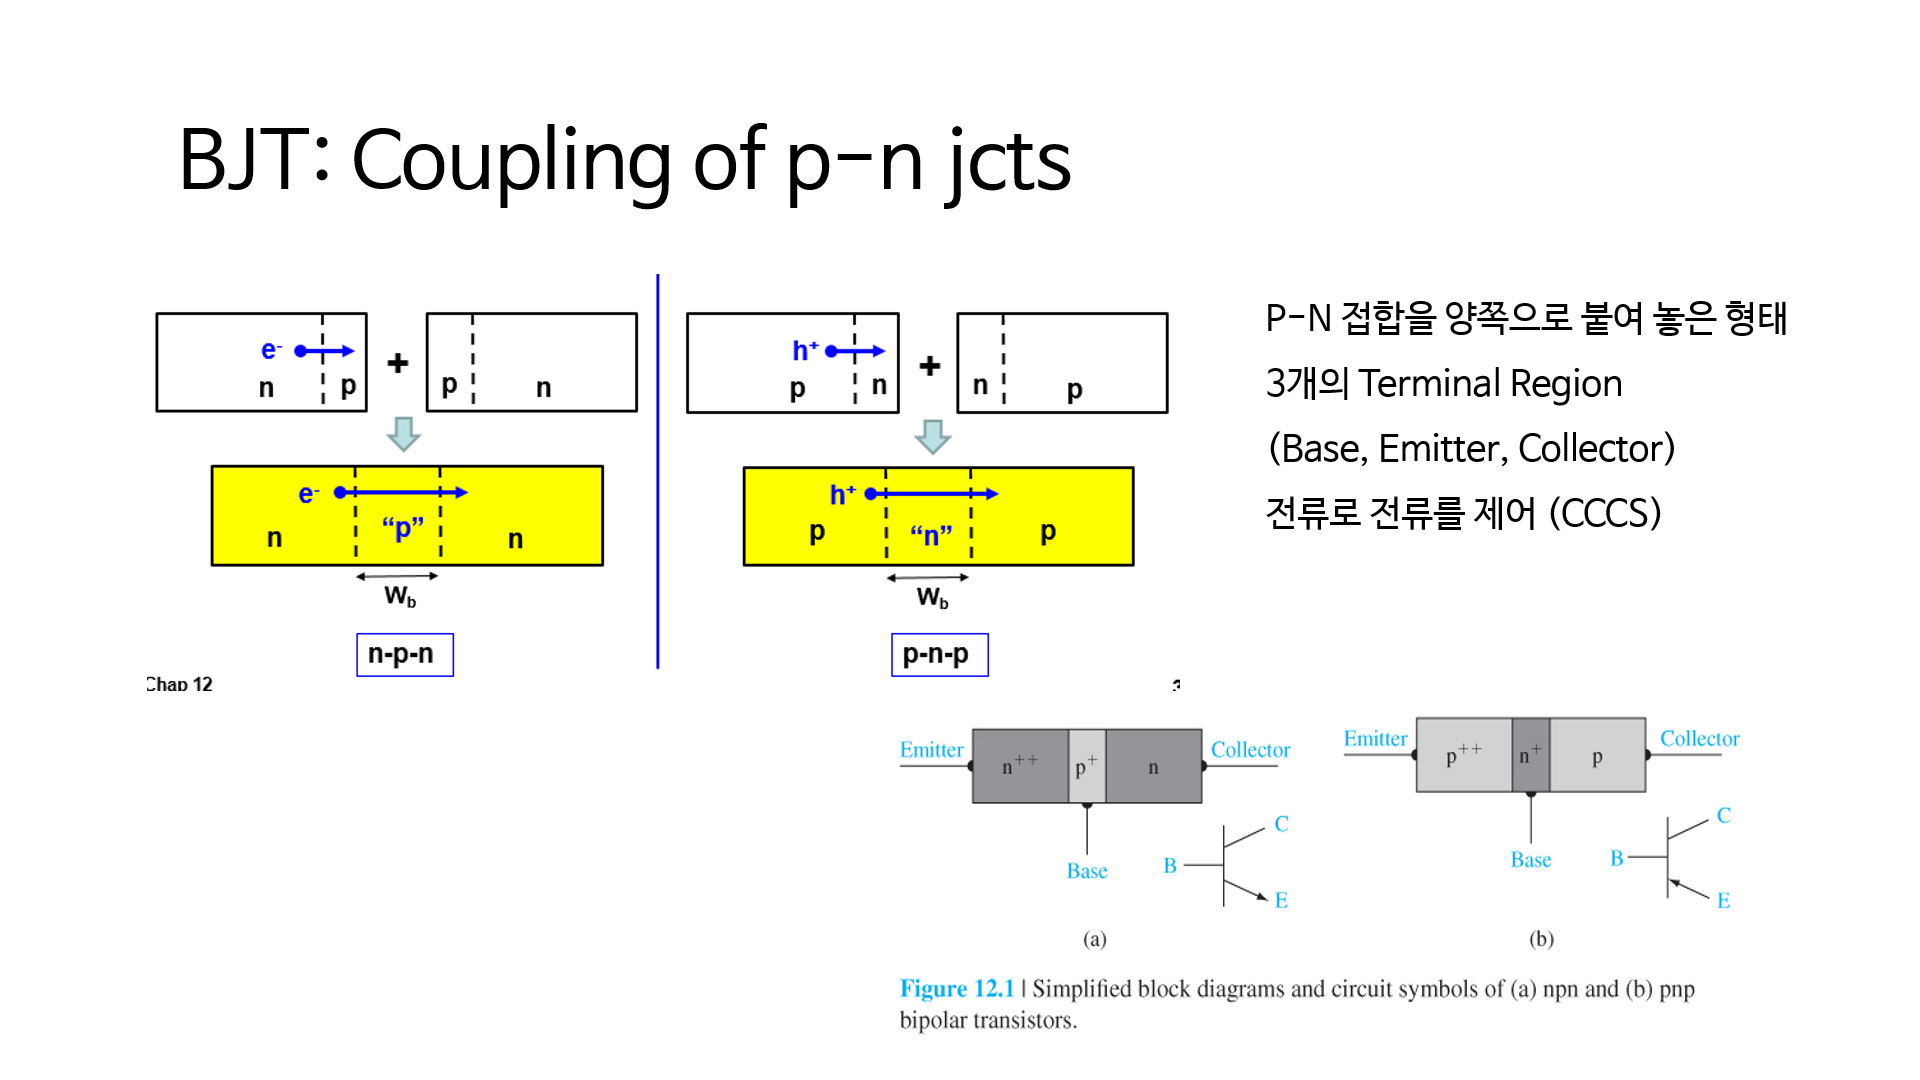 BJT: Coupling of p-n jcts
e-
n
p
+
p
n
e-
n
“p”
n
Wb
n-p-n
h+
p
n
+
n
p
h+
p
“n”
p
Wb
p-n-p
Chap 12
P-N 접합을 양쪽으로 붙여 놓은 형태
3개의 Terminal Region
(Base, Emitter, Collector)
전류로 전류를 제어 (CCCS)
Emitter
n++
p+
n
Collector
Base
B
C
E
(a)
Emitter
p++
n+
p
Collector
Base
B
C
E
(b)
Figure 12.1 | Simplified block diagrams and circuit symbols of (a) npn and (b) pnp
bipolar transistors.